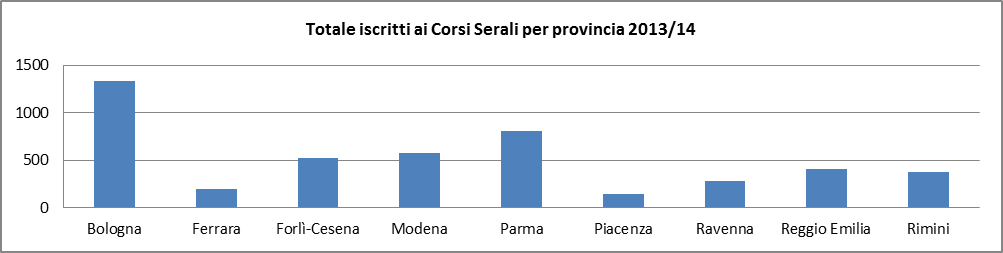 Totale iscritti ai Corsi Serali per provincia 2013/14
1500
1000
500
0
Bologna Ferrara Forlì-Cesena Modena Parma Piacenza Ravenna Reggio Emilia Rimini